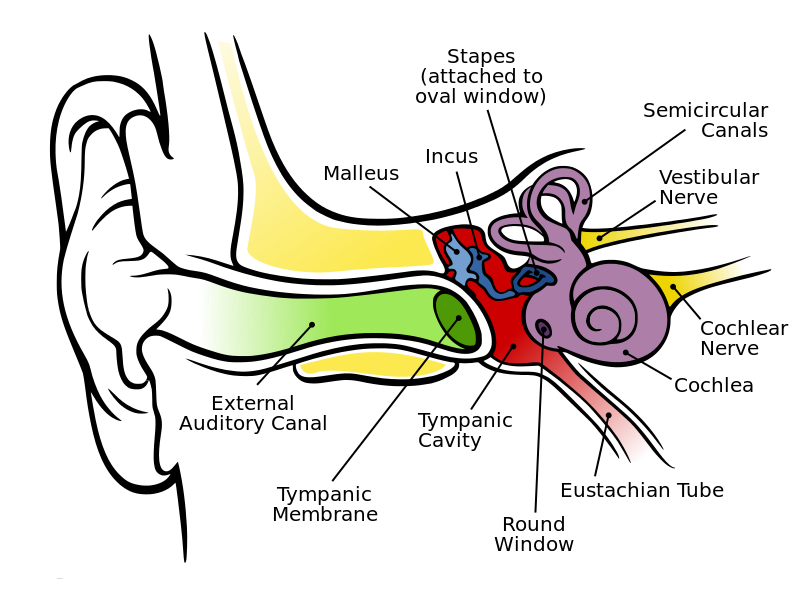 Stapes
(attached to
oval window)
Semicircular
Canals
Incus
Malleus
Vestibular
Nerve
Cochlear
Nerve
Cochlea
External
Auditory Canal
Tympanic
Cavity
Eustachian Tube
Tympanic
Membrane
Round
Window